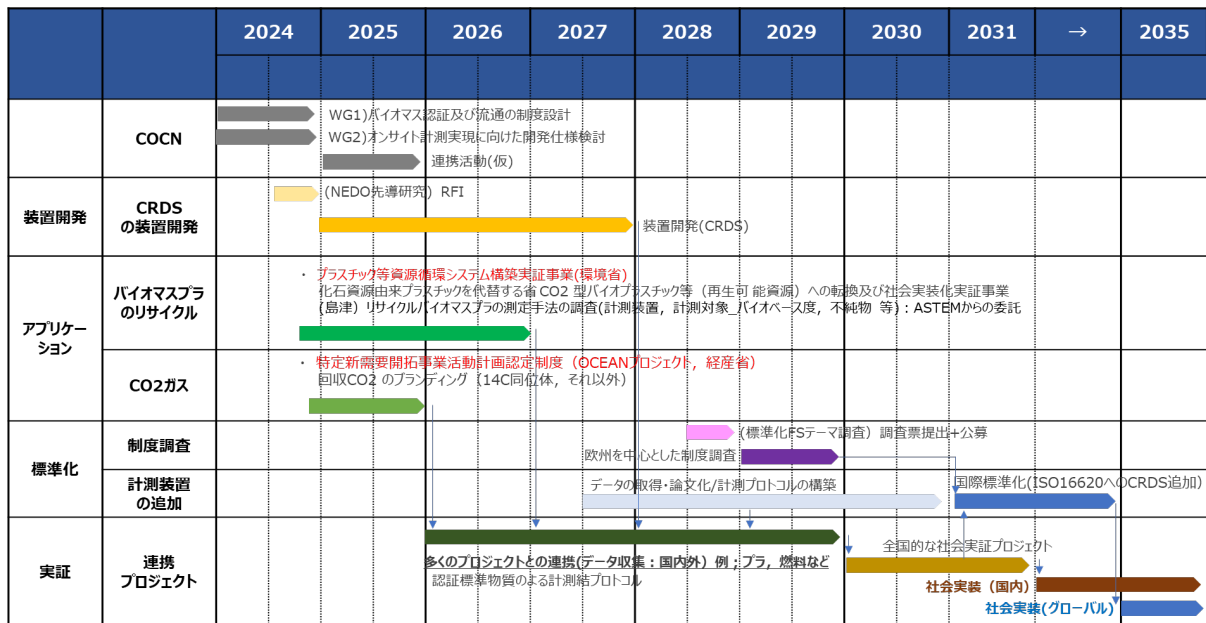 2024 2025 2026 2027 2028 2029 2030 2031 → 2035
COCN
WG1)バイオマス認証及び流通の制度設計
WG2)オンサイト計測実現に向けた開発仕様検討
連携活動(仮)
装置開発
CRDS
の装置開発
(NEDO先導研究) RFI
装置開発(CRDS)
アプリケー
ション
バイオマスプラ
のリサイクル
・ プラスチック等資源循環システム構築実証事業(環境省)
化石資源由来プラスチックを代替する省 CO2 型バイオプラスチック等（再生可 能資源）への転換及び社会実装化実証事業
(島津）リサイクルバイオマスプラの測定手法の調査(計測装置，計測対象_バイオベース度，不純物 等)：ASTEMからの委託
CO2ガス
・ 特定新需要開拓事業活動計画認定制度（OCEANプロジェクト，経産省）
回収CO2 のブランディング（14C同位体，それ以外）
標準化
制度調査
(標準化FSテーマ調査）調査票提出+公募
欧州を中心とした制度調査
計測装置
の追加
データの取得・論文化/計測プロトコルの構築
国際標準化(ISO16620へのCRDS追加)
実証
連携
プロジェクト
多くのプロジェクトとの連携(データ収集：国内外）例；プラ，燃料など
認証標準物質のよる計測結プロトコル
全国的な社会実証プロジェクト
社会実装（国内）
社会実装(グローバル)